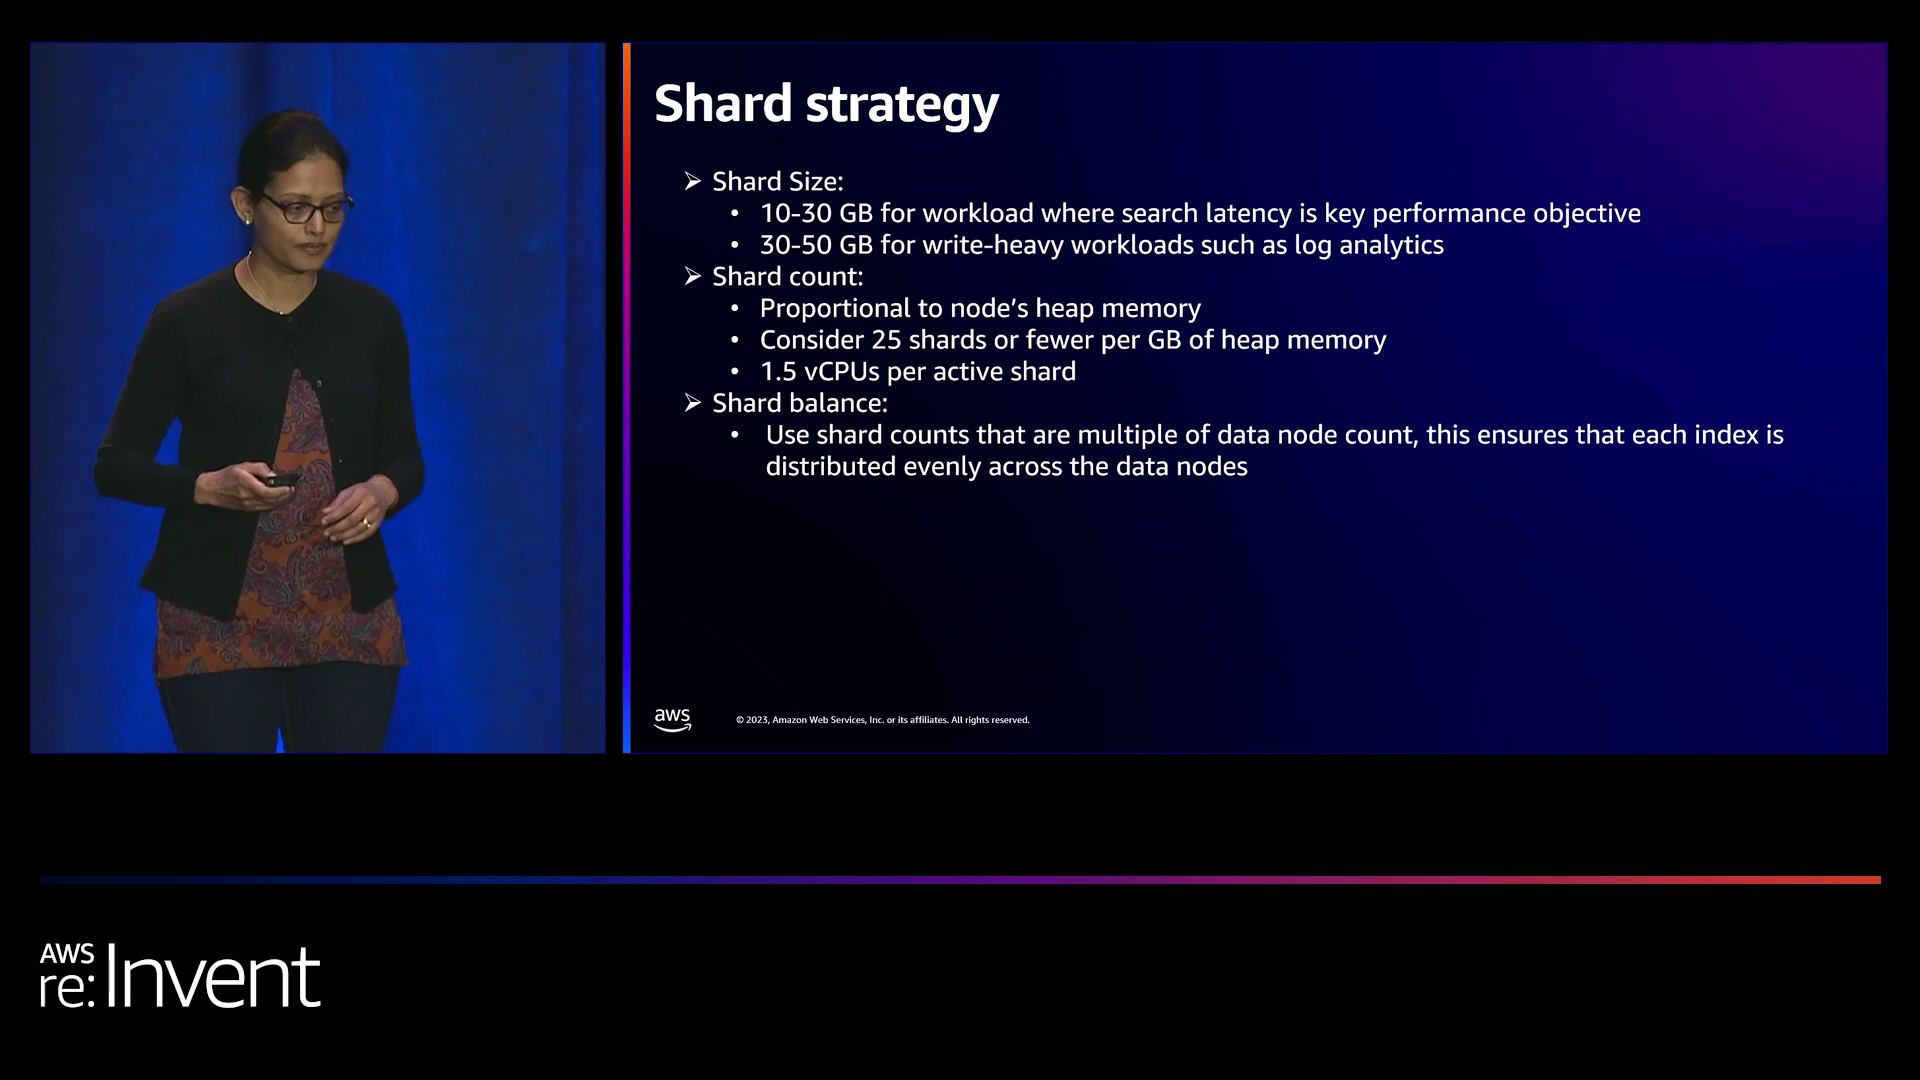 Shard strategy
➢ Shard Size:
• 10-30 GB for workload where search latency is key performance objective
• 30-50 GB for write-heavy workloads such as log analytics
➢ Shard count:
• Proportional to node’s heap memory
• Consider 25 shards or fewer per GB of heap memory
• 1.5 vCPUs per active shard
➢ Shard balance:
• Use shard counts that are multiple of data node count, this ensures that each index is
distributed evenly across the data nodes
aws
© 2023, Amazon Web Services, Inc. or its affiliates. All rights reserved.
AWS
re:Invent